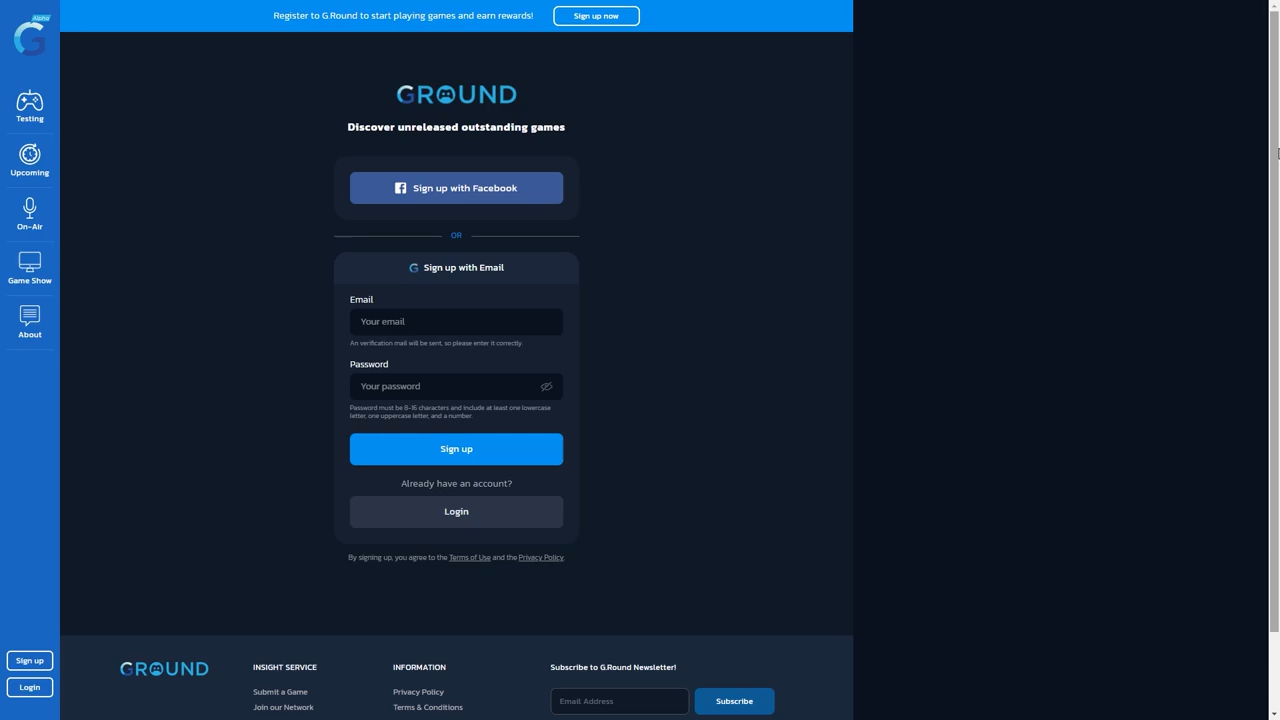 Alpha
G
Testing
Upcoming
On-Air
Game Show
About
Sign up
Login
Register to G.Round to start playing games and earn rewards!
Sign up now
GROUND
Discover unreleased outstanding games
Sign up with Facebook
OR
Sign up with Email
Email
Your email
An verification mail will be sent, so please enter it correctly.
Password
Your password
Password must be 8-16 characters and include at least one lowercase
letter, one uppercase letter, and a number.
Sign up
Already have an account?
Login
By signing up, you agree to the Terms of Use and the Privacy Policy.
GROUND
INSIGHT SERVICE
Submit a Game
Join our Network
INFORMATION
Privacy Policy
Terms & Conditions
Subscribe to G.Round Newsletter!
Email Address
Subscribe